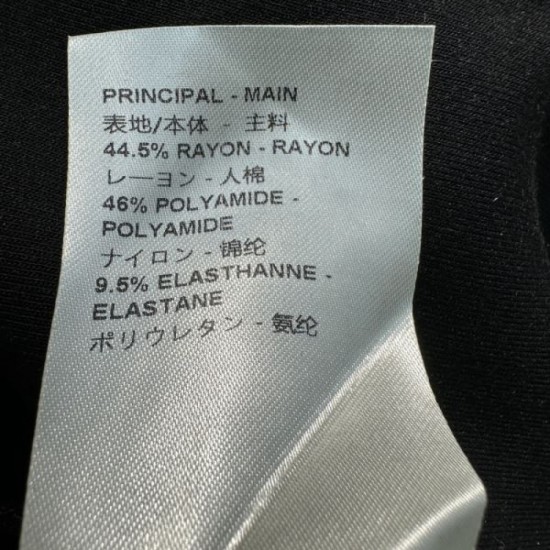 PRINCIPAL - MAIN
表地/本体 - 主料
44.5% RAYON - RAYON
レーヨン - 人棉
46% POLYAMIDE -
POLYAMIDE
ナイロン - 锦纶
9.5% ELASTHANNE -
ELASTANE
ポリウレタン - 氨纶